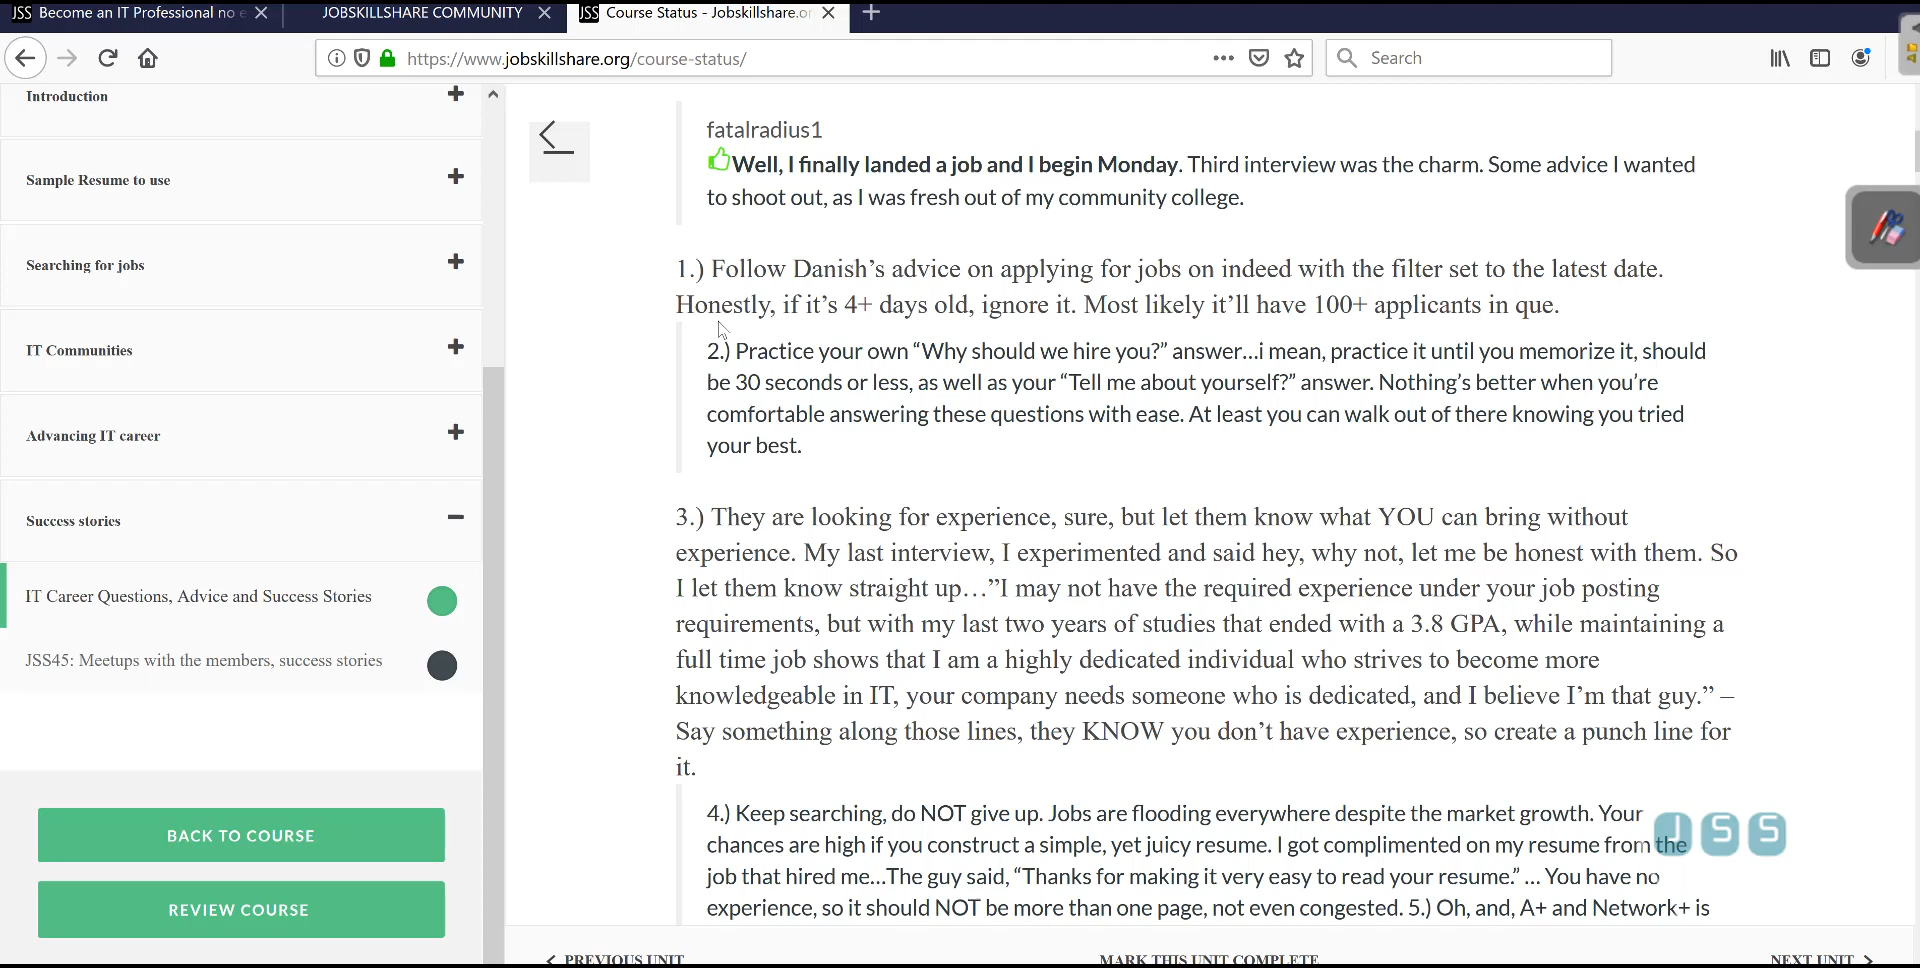 JSS Become an IT Professional no e
JOBSKILLSHARE COMMUNITY
JSS Course Status - Jobskillshare.or
https://www.jobskillshare.org/course-status/
Search
Introduction
Sample Resume to use
Searching for jobs
IT Communities
Advancing IT career
Success stories
IT Career Questions, Advice and Success Stories
JSS45: Meetups with the members, success stories
BACK TO COURSE
REVIEW COURSE
fatalradius1
Well, I finally landed a job and I begin Monday. Third interview was the charm. Some advice I wanted
to shoot out, as I was fresh out of my community college.
1.) Follow Danish’s advice on applying for jobs on indeed with the filter set to the latest date.
Honestly, if it’s 4+ days old, ignore it. Most likely it’ll have 100+ applicants in que.
2.) Practice your own “Why should we hire you?” answer…i mean, practice it until you memorize it, should
be 30 seconds or less, as well as your “Tell me about yourself?” answer. Nothing’s better when you’re
comfortable answering these questions with ease. At least you can walk out of there knowing you tried
your best.
3.) They are looking for experience, sure, but let them know what YOU can bring without
experience. My last interview, I experimented and said hey, why not, let me be honest with them. So
I let them know straight up…”I may not have the required experience under your job posting
requirements, but with my last two years of studies that ended with a 3.8 GPA, while maintaining a
full time job shows that I am a highly dedicated individual who strives to become more
knowledgeable in IT, your company needs someone who is dedicated, and I believe I’m that guy.” –
Say something along those lines, they KNOW you don’t have experience, so create a punch line for
it.
4.) Keep searching, do NOT give up. Jobs are flooding everywhere despite the market growth. Your
chances are high if you construct a simple, yet juicy resume. I got complimented on my resume from the
job that hired me…The guy said, “Thanks for making it very easy to read your resume.” … You have no
experience, so it should NOT be more than one page, not even congested. 5.) Oh, and, A+ and Network+ is
JSS
PREVIOUS UNIT
MARK THIS UNIT COMPLETE
NEXT UNIT